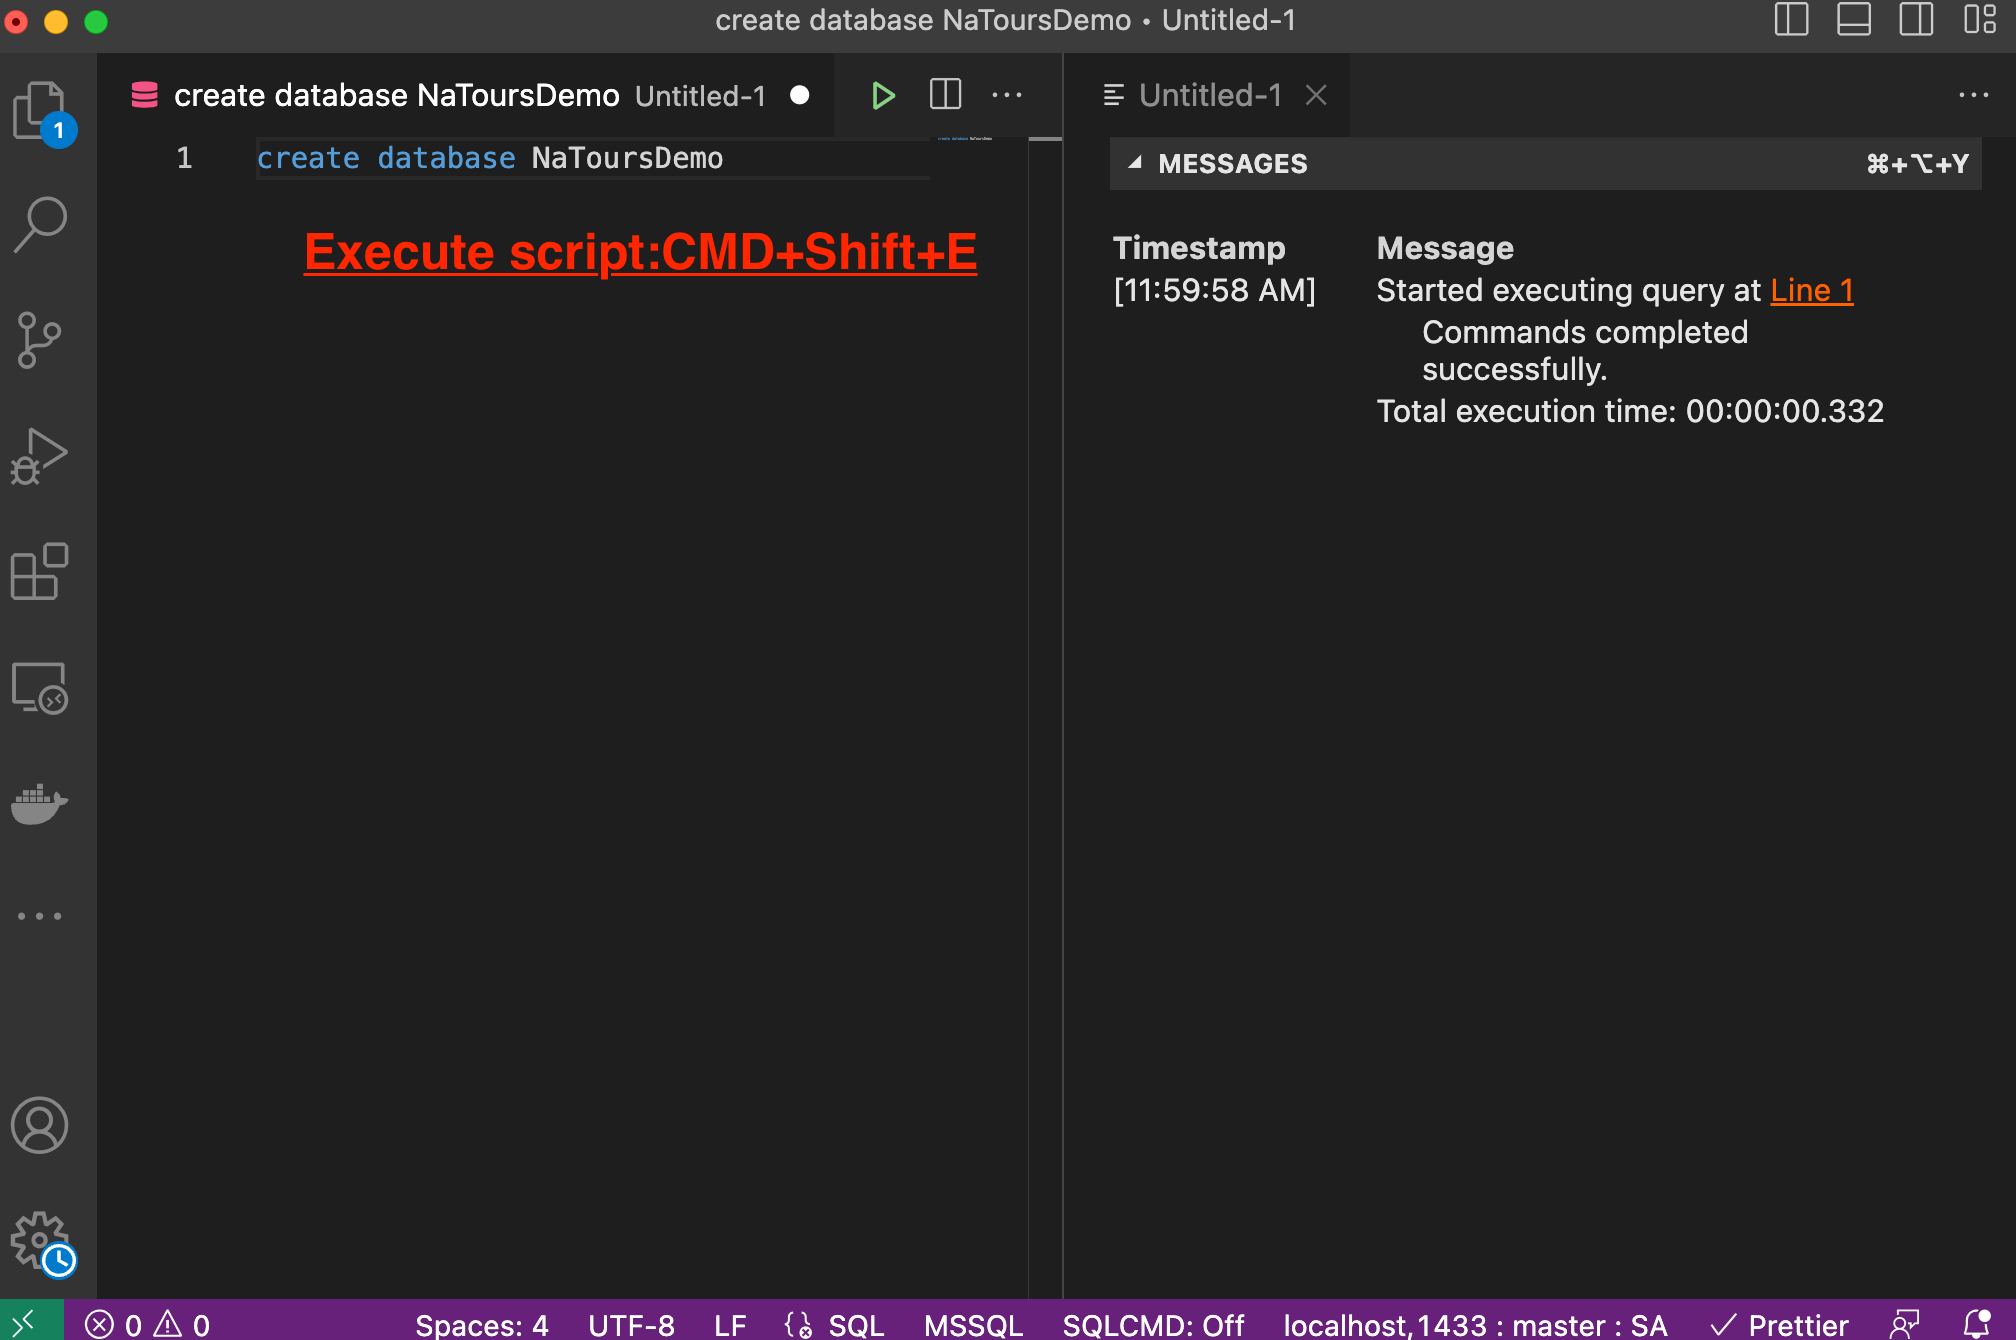 create database NaToursDemo • Untitled-1
create database NaToursDemo Untitled-1
Untitled-1
1
1 create database NaToursDemo
Execute script:CMD+Shift+E
MESSAGES ⌘+⌥+Y
Timestamp Message
[11:59:58 AM] Started executing query at Line 1
Commands completed
successfully.
Total execution time: 00:00:00.332
0 0 Spaces: 4 UTF-8 LF SQL MSSQL SQLCMD: Off localhost,1433 : master : SA Prettier